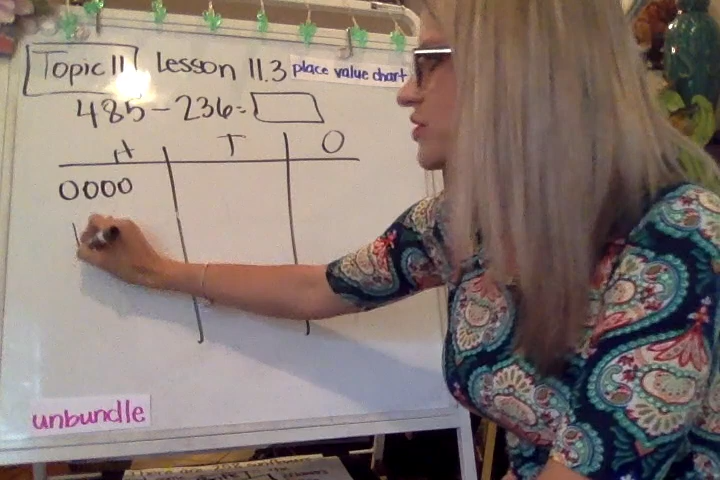 Topic 11 Lesson 11.3 place value chart
485 - 236 =
H T O
0000
unbundle